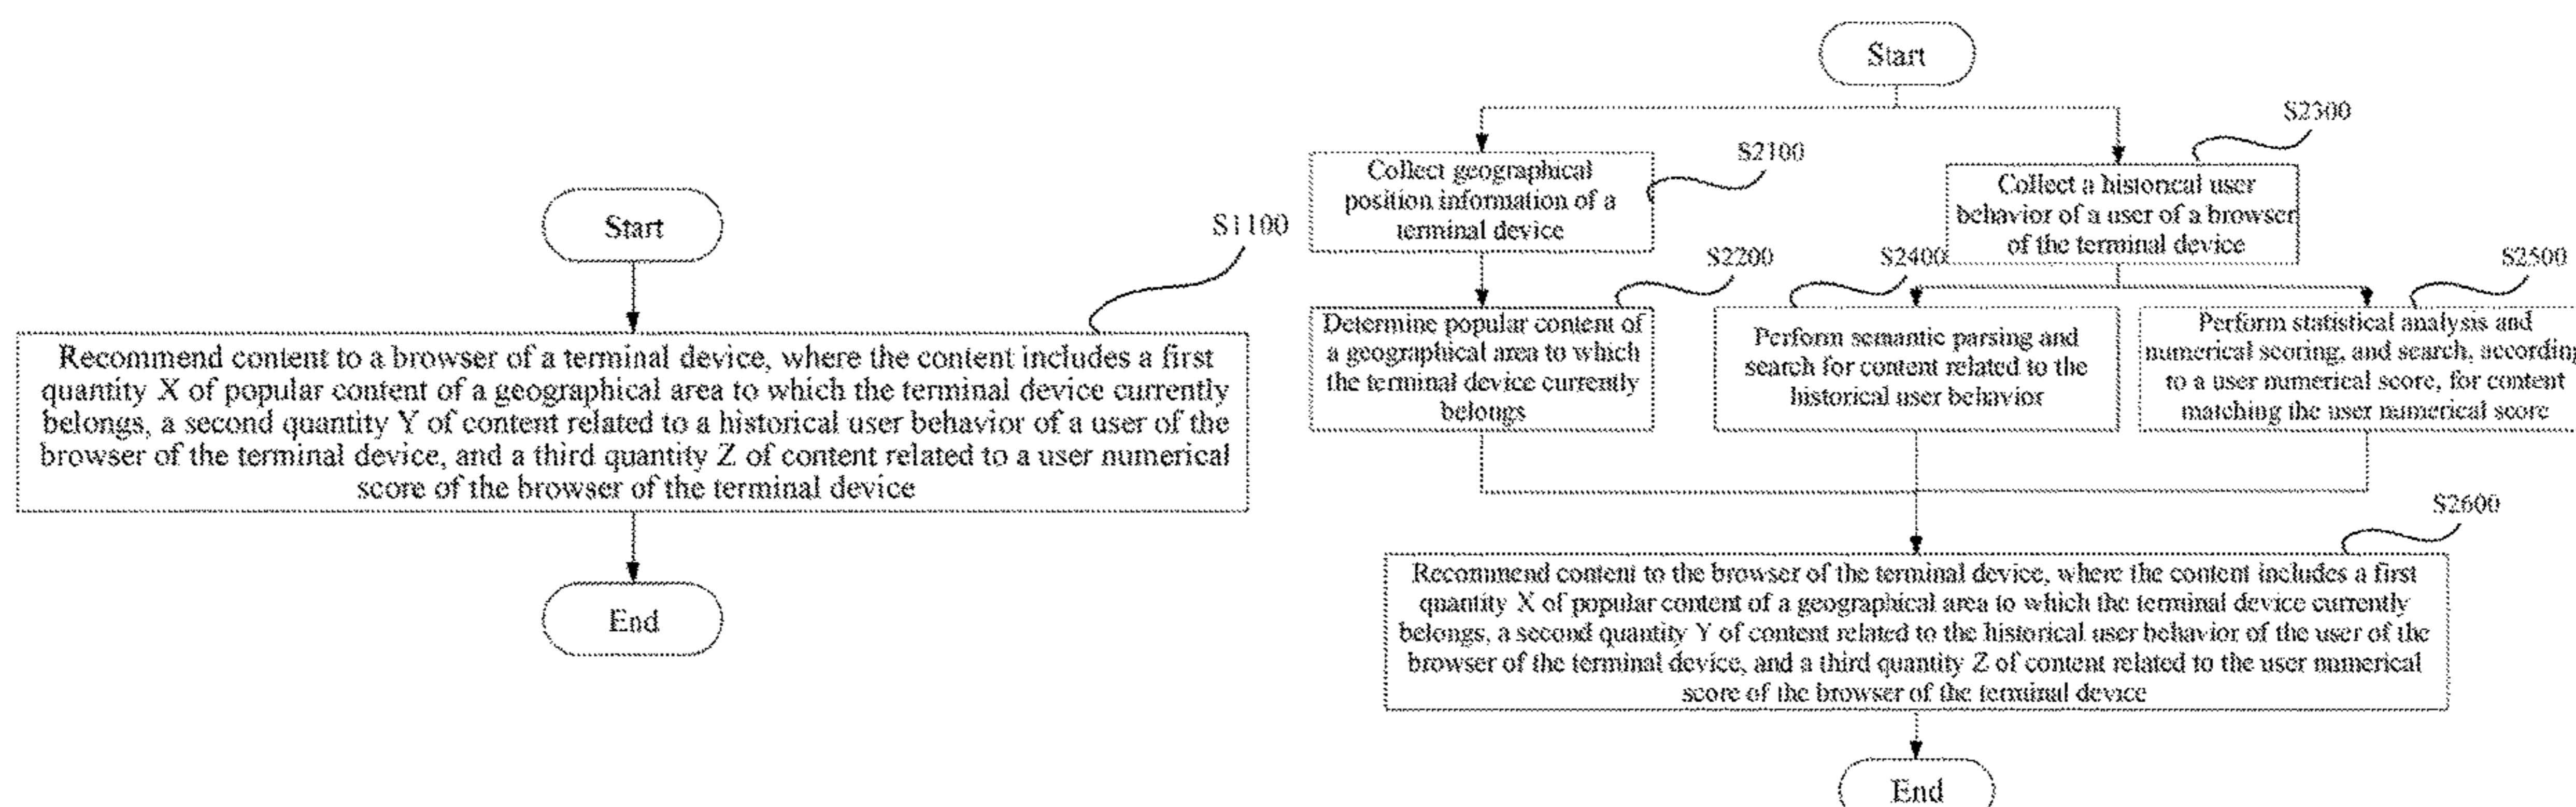 Start
S1100
Recommend content to a browser of a terminal device, where the content includes a first
quantity X of popular content of a geographical area to which the terminal device currently
belongs, a second quantity Y of content related to a historical user behavior of a user of the
browser of the terminal device, and a third quantity Z of content related to a user numerical
score of the browser of the terminal device
End
Start
S2100
Collect geographical
position information of a
terminal device
S2300
Collect a historical user
behavior of a user of a browser
of the terminal device
S2200
Determine popular content of
a geographical area to which
the terminal device currently
belongs
S2400
Perform semantic parsing and
search for content related to the
historical user behavior
S2500
Perform statistical analysis and
numerical scoring, and search, according
to a user numerical score, for content
matching the user numerical score
S2600
Recommend content to the browser of the terminal device, where the content includes a first
quantity X of popular content of a geographical area to which the terminal device currently
belongs, a second quantity Y of content related to the historical user behavior of the user of the
browser of the terminal device, and a third quantity Z of content related to the user numerical
score of the browser of the terminal device
End